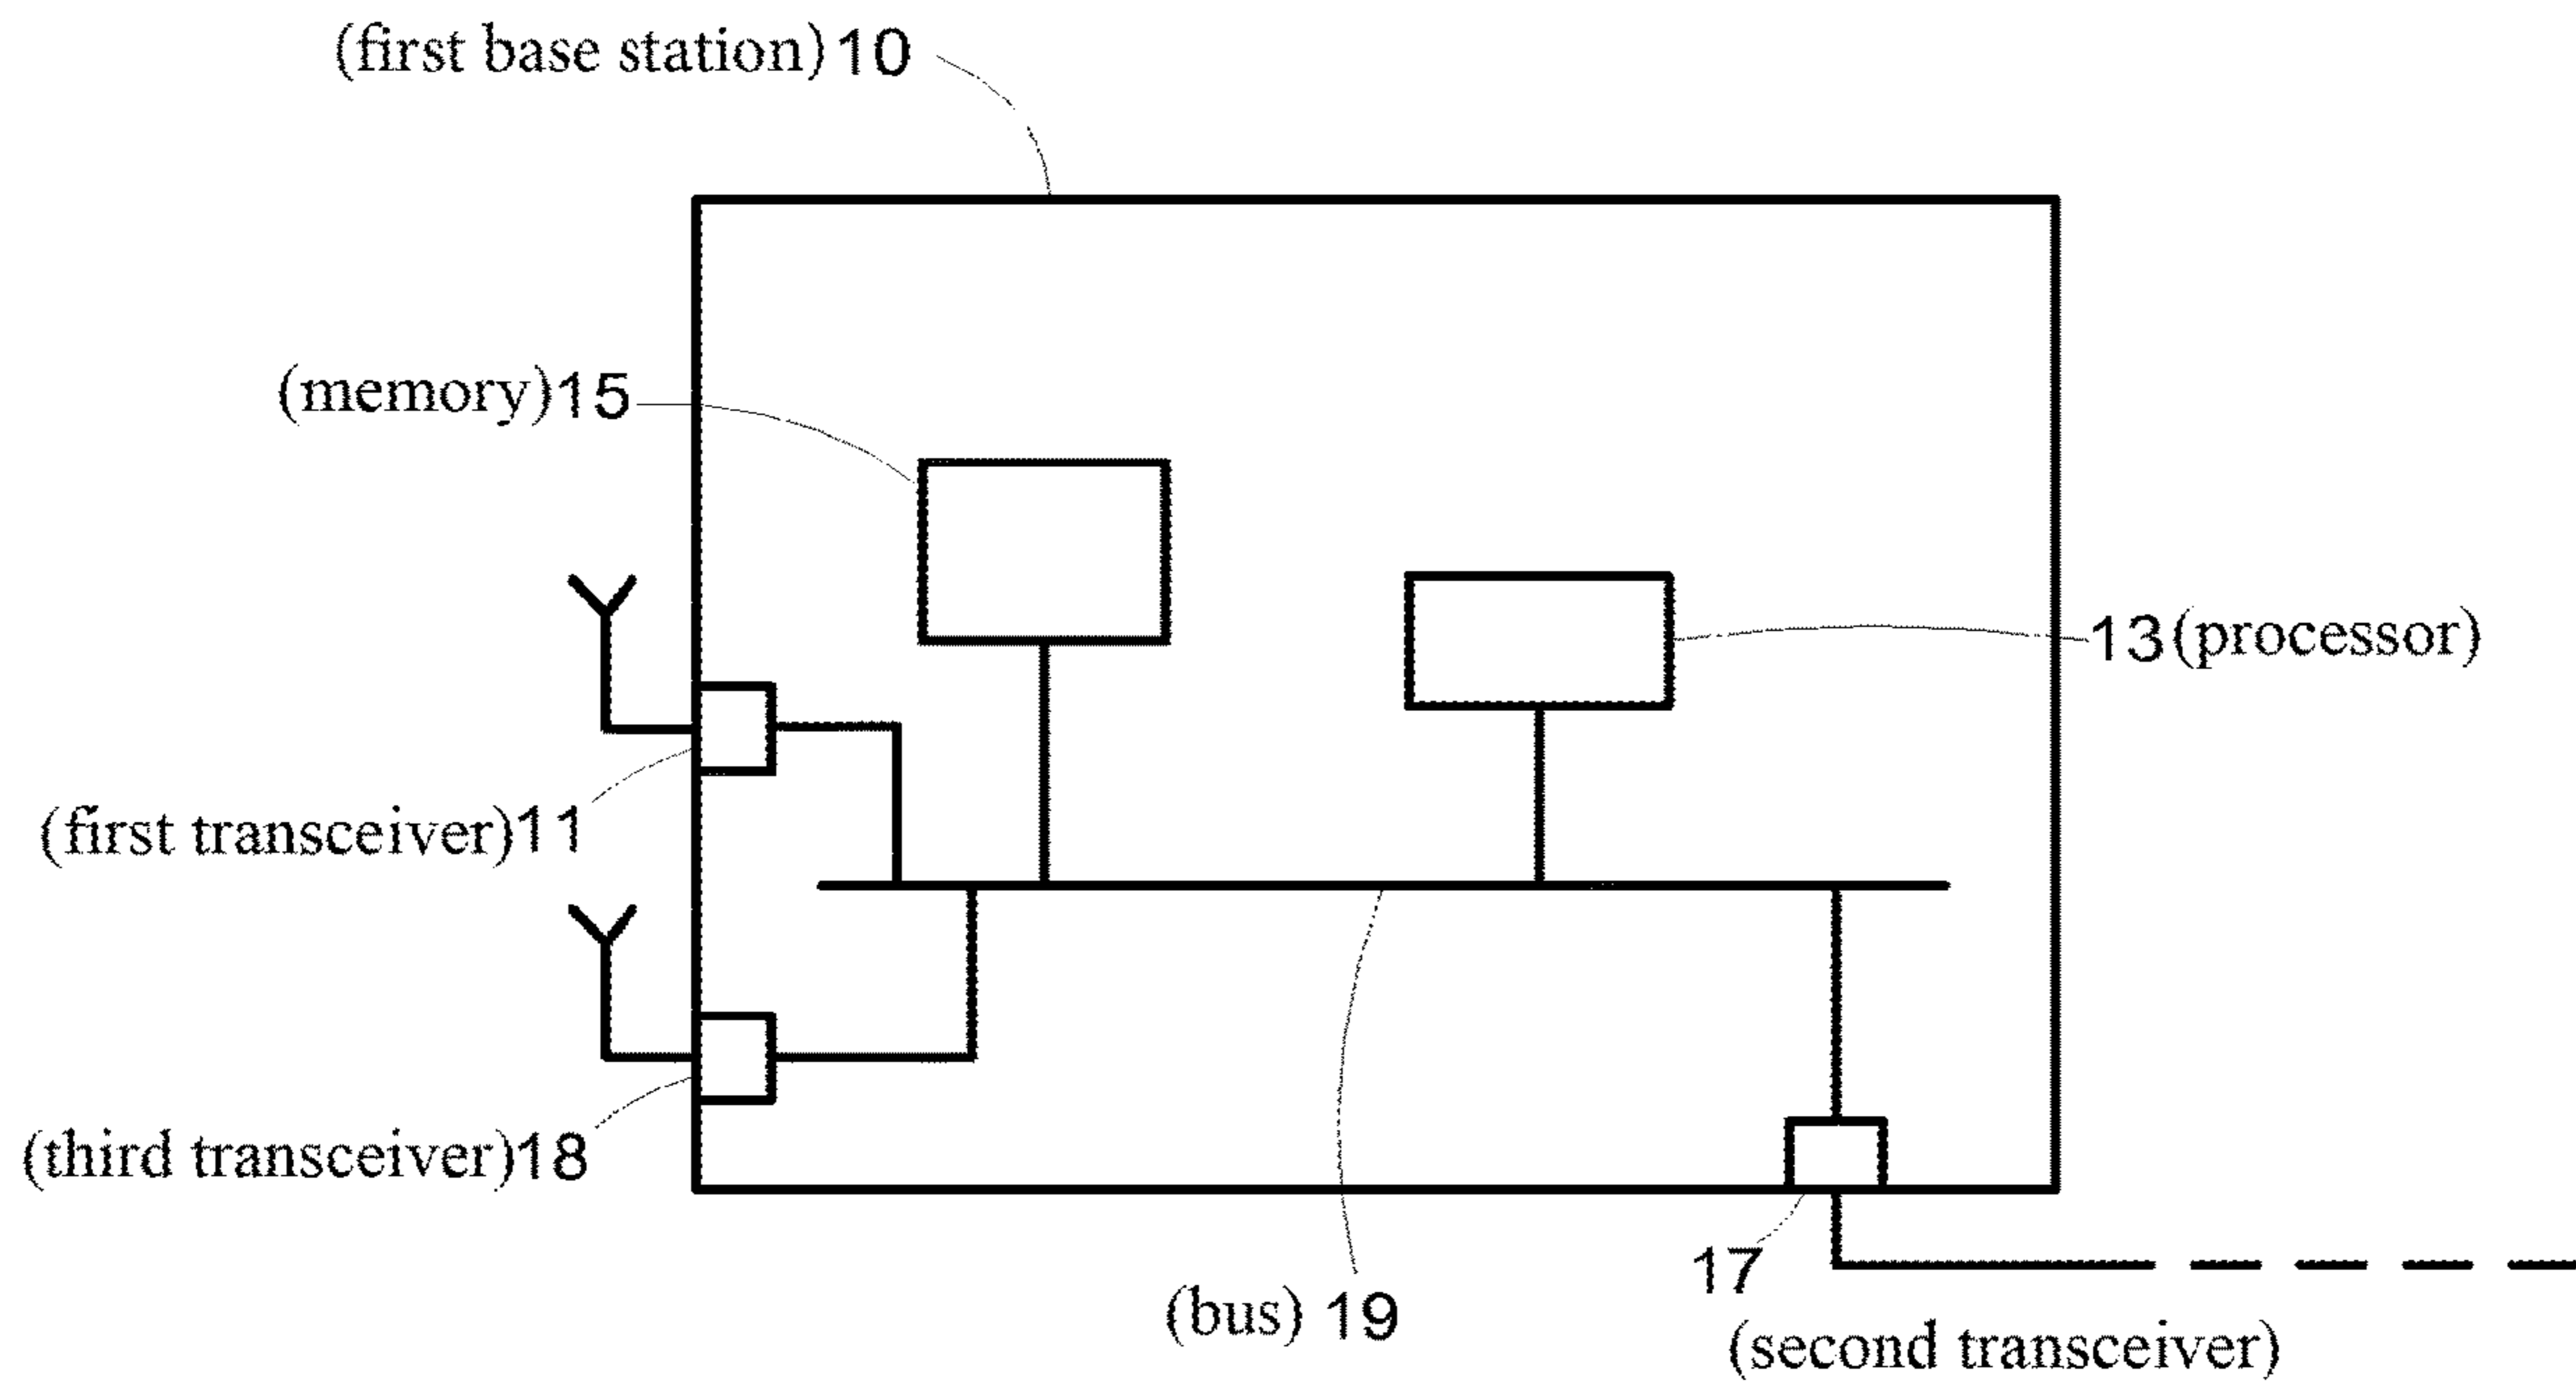 (first base station) 10
(memory) 15
13 (processor)
(first transceiver) 11
(third transceiver) 18
17
(second transceiver)
(bus) 19